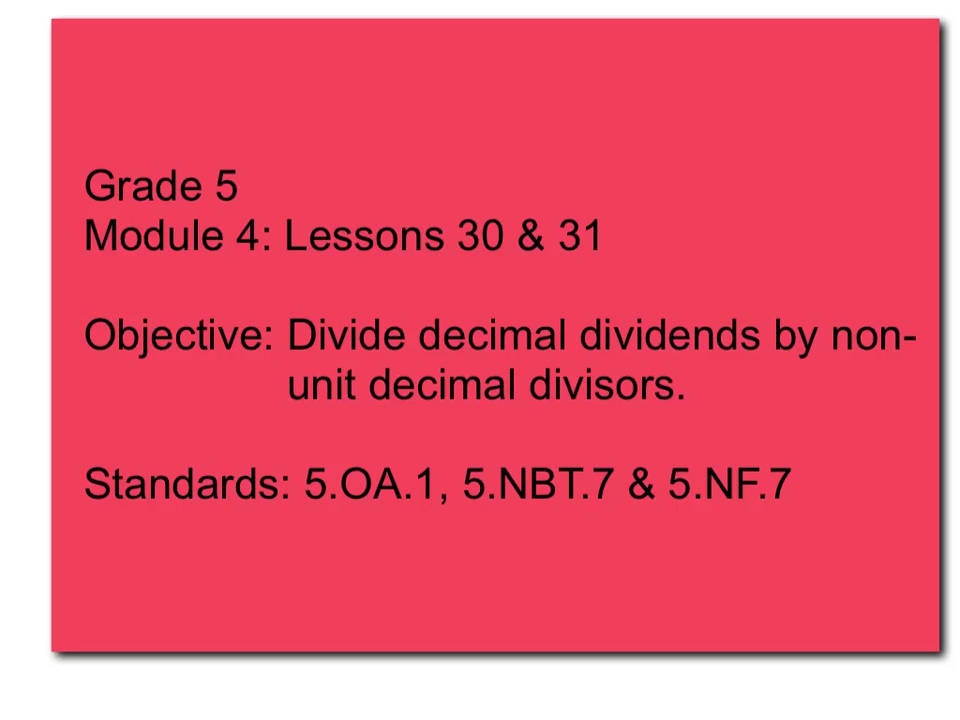 Grade 5
Module 4: Lessons 30 & 31
Objective: Divide decimal dividends by non-
unit decimal divisors.
Standards: 5.OA.1, 5.NBT.7 & 5.NF.7